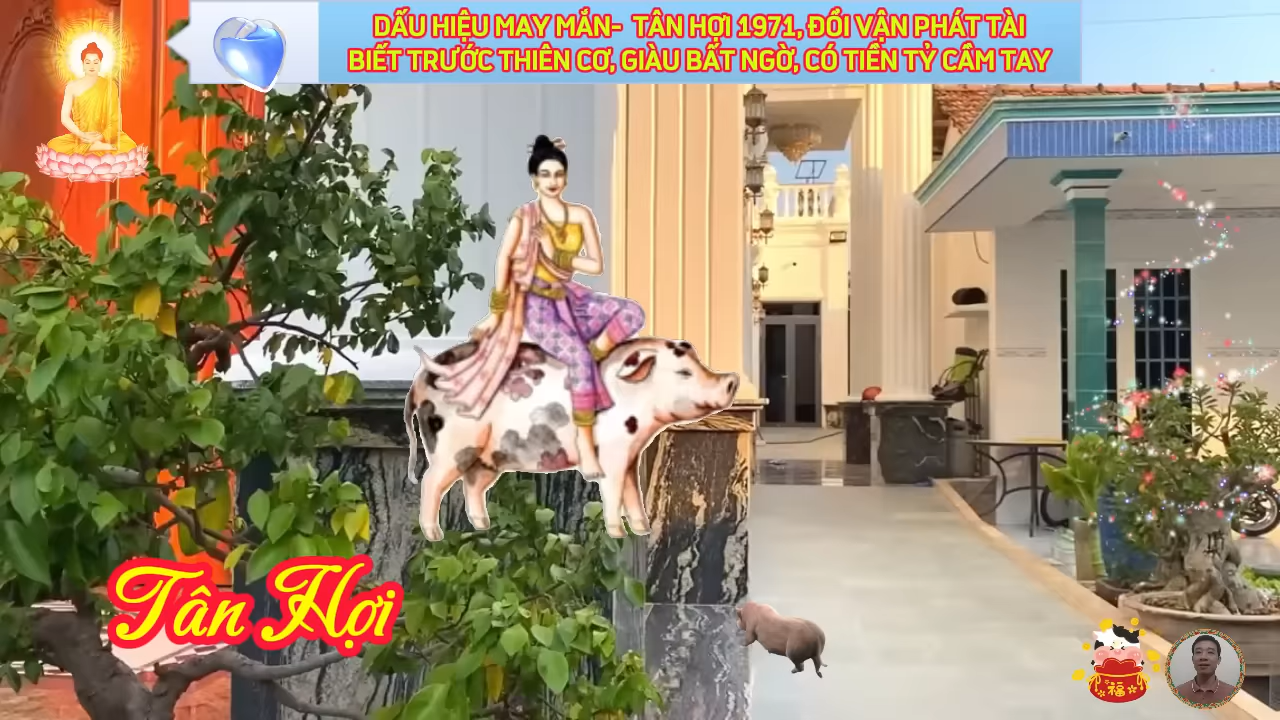 DẤU HIỆU MAY MẮN- TÂN HỢI 1971, ĐỔI VẬN PHÁT TÀI
BIẾT TRƯỚC THIÊN CƠ, GIÀU BẤT NGỜ, CÓ TIỀN TỶ CẦM TAY
Tân Hợi
福